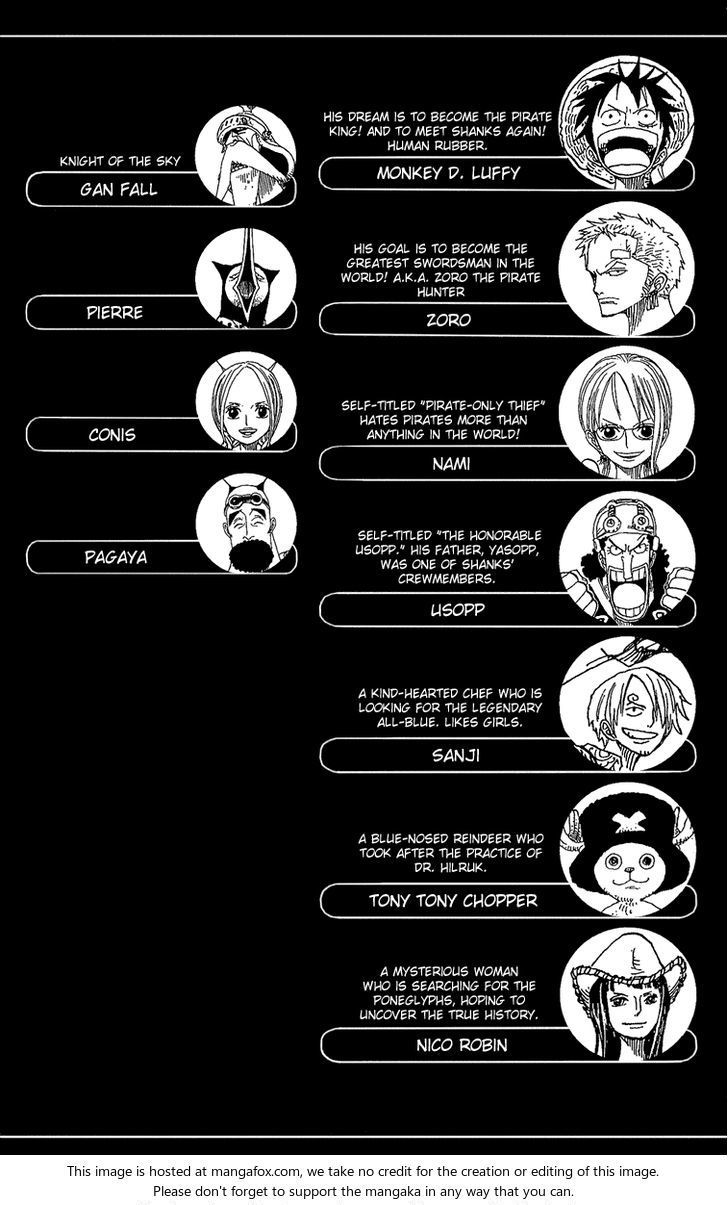 HIS DREAM IS TO BECOME THE PIRATE
KING! AND TO MEET SHANKS AGAIN!
HUMAN RUBBER.
MONKEY D. LUFFY
HIS GOAL IS TO BECOME THE
GREATEST SWORDSMAN IN THE
WORLD! A.K.A. ZORO THE PIRATE
HUNTER
ZORO
SELF-TITLED "PIRATE-ONLY THIEF"
HATES PIRATES MORE THAN
ANYTHING IN THE WORLD!
NAMI
SELF-TITLED "THE HONORABLE
USOPP." HIS FATHER, YASOPP,
WAS ONE OF SHANKS'
CREWMEMBERS.
USOPP
A KIND-HEARTED CHEF WHO IS
LOOKING FOR THE LEGENDARY
ALL-BLUE. LIKES GIRLS.
SANJI
A BLUE-NOSED REINDEER WHO
TOOK AFTER THE PRACTICE OF
DR. HILRUK.
TONY TONY CHOPPER
A MYSTERIOUS WOMAN
WHO IS SEARCHING FOR THE
PONEGLYPHS, HOPING TO
UNCOVER THE TRUE HISTORY.
NICO ROBIN
KNIGHT OF THE SKY
GAN FALL
PIERRE
CONIS
PAGAYA
This image is hosted at mangafox.com, we take no credit for the creation or editing of this image.
Please don't forget to support the mangaka in any way that you can.